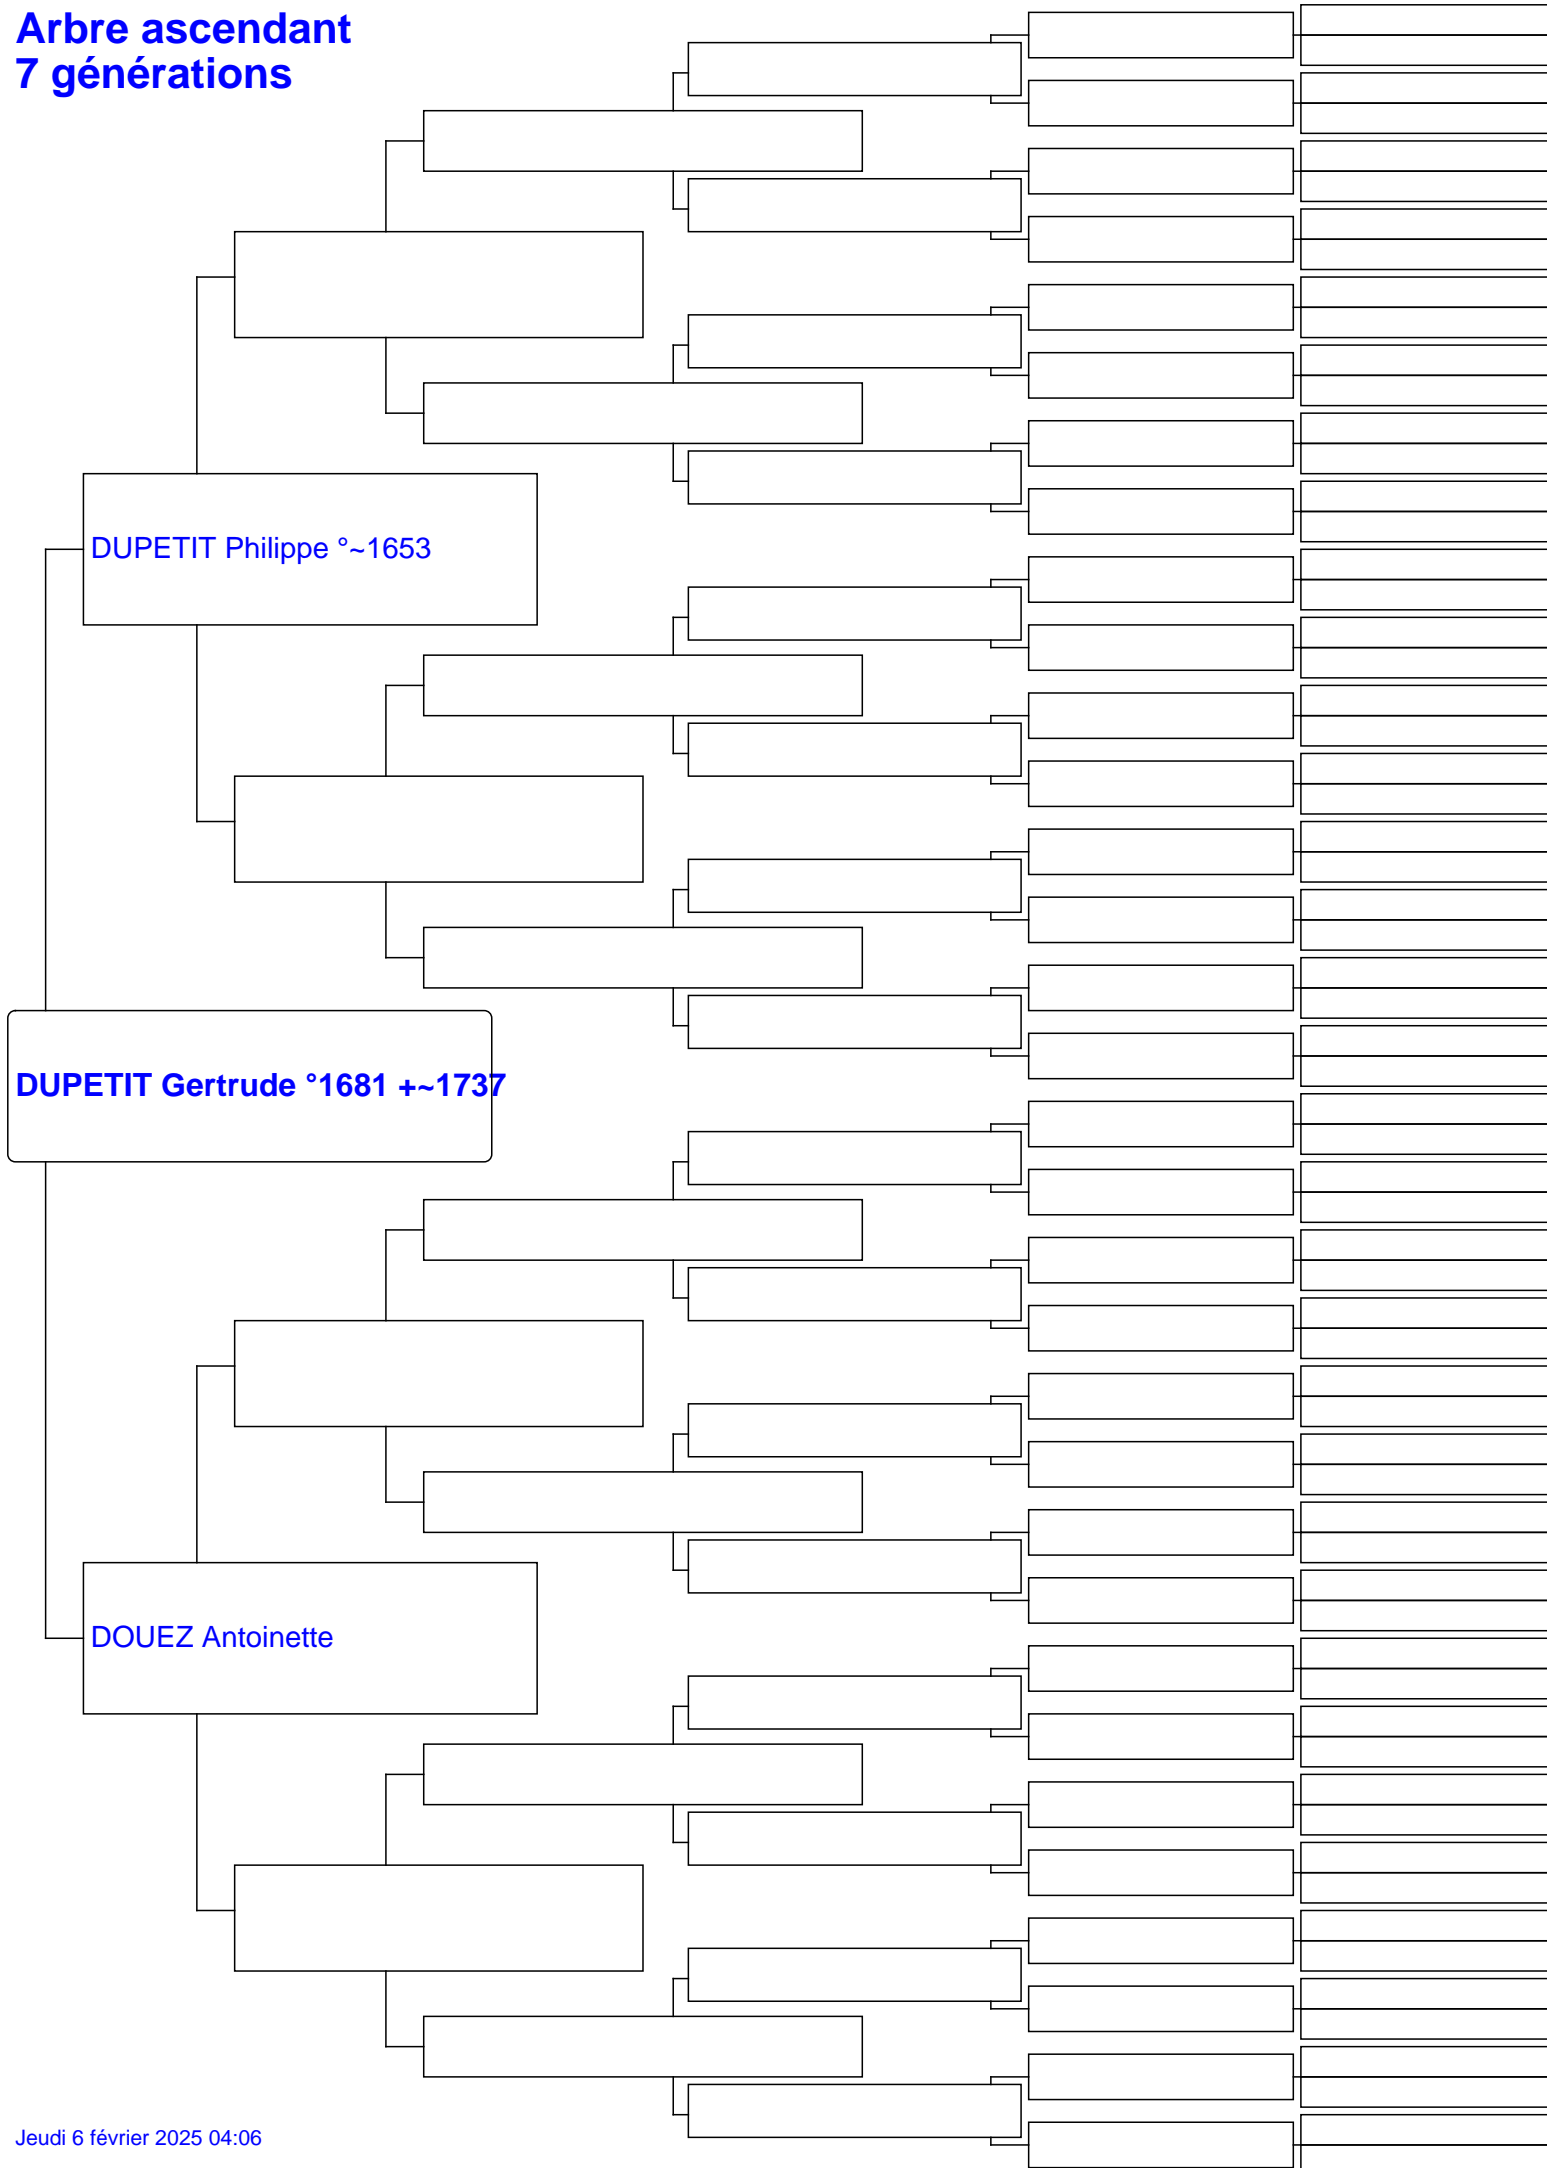 Arbre ascendant
7 générations
DUPETIT Philippe °~1653
DUPETIT Gertrude °1681 +~1737
DOUEZ Antoinette
Jeudi 6 février 2025 04:06